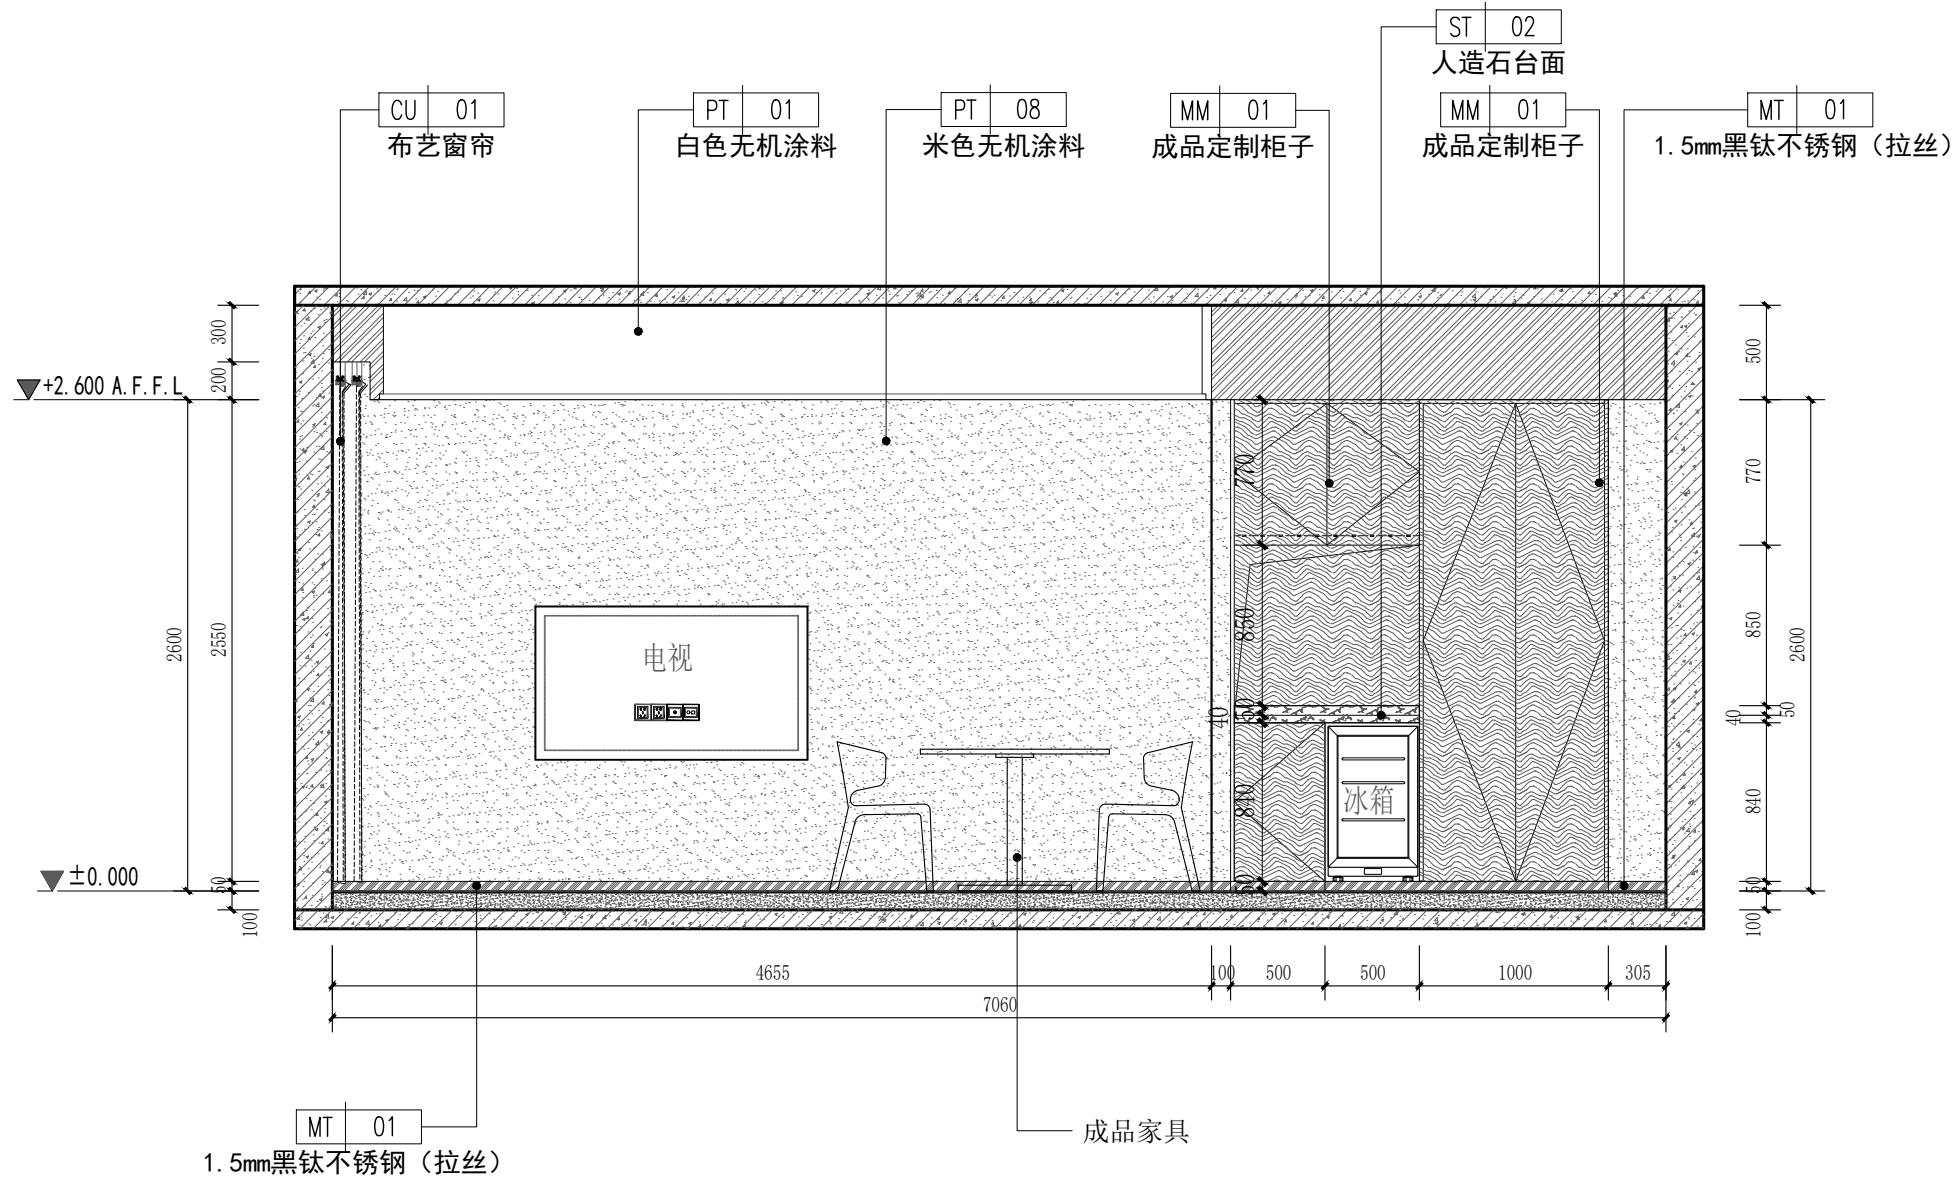 ST 02
人造石台面
CU 01
布艺窗帘
PT 01
白色无机涂料
PT 08
米色无机涂料
MM 01
成品定制柜子
MM 01
成品定制柜子
MT 01
1.5mm黑钛不锈钢（拉丝）
300
200
+2.600 A.F.F.L
2600
2550
±0.000
50
100
电视
冰箱
770
850
40
50
840
50
500
770
850
40
50
840
2600
50
100
4655
100
500
500
1000
305
7060
MT 01
1.5mm黑钛不锈钢（拉丝）
成品家具